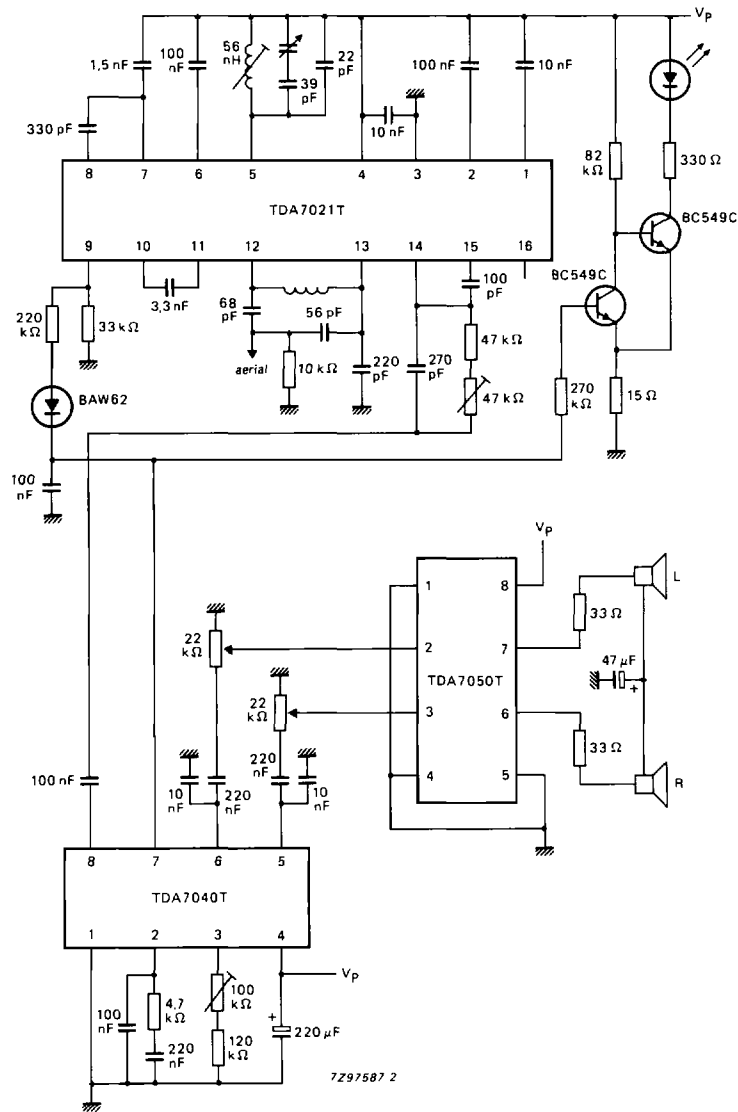 VP
1,5 nF
100 nF
56 nH
39 pF
22 pF
100 nF
10 nF
330 pF
10 nF
82 kΩ
330 Ω
8 7 6 5 4 3 2 1
TDA7021T
BC549C
9 10 11 12 13 14 15 16
BC549C
3,3 nF
100 pF
220 kΩ
33 kΩ
68 pF
56 pF
47 kΩ
aerial
10 kΩ
220 pF
270 pF
47 kΩ
270 kΩ
15 Ω
BAW62
100 nF
VP
1 8
L
22 kΩ
33 Ω
2 7
47 µF
+
TDA7050T
22 kΩ
3 6
33 Ω
220 nF
4 5
R
100 nF
10 nF
220 nF
10 nF
8 7 6 5
TDA7040T
1 2 3 4
VP
100 kΩ
4,7 kΩ
100 nF
+
220 µF
220 nF
120 kΩ
7Z97587 2